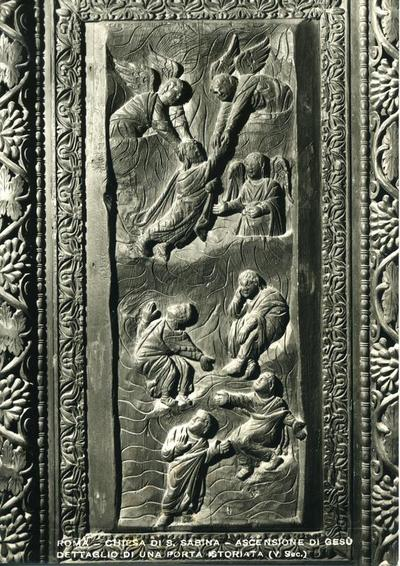 ROMA - CHIESA DI S. SABINA - ASCENSIONE DI GESÙ
DETTAGLIO DI UNA PORTA ISTORIATA (V Sec.)